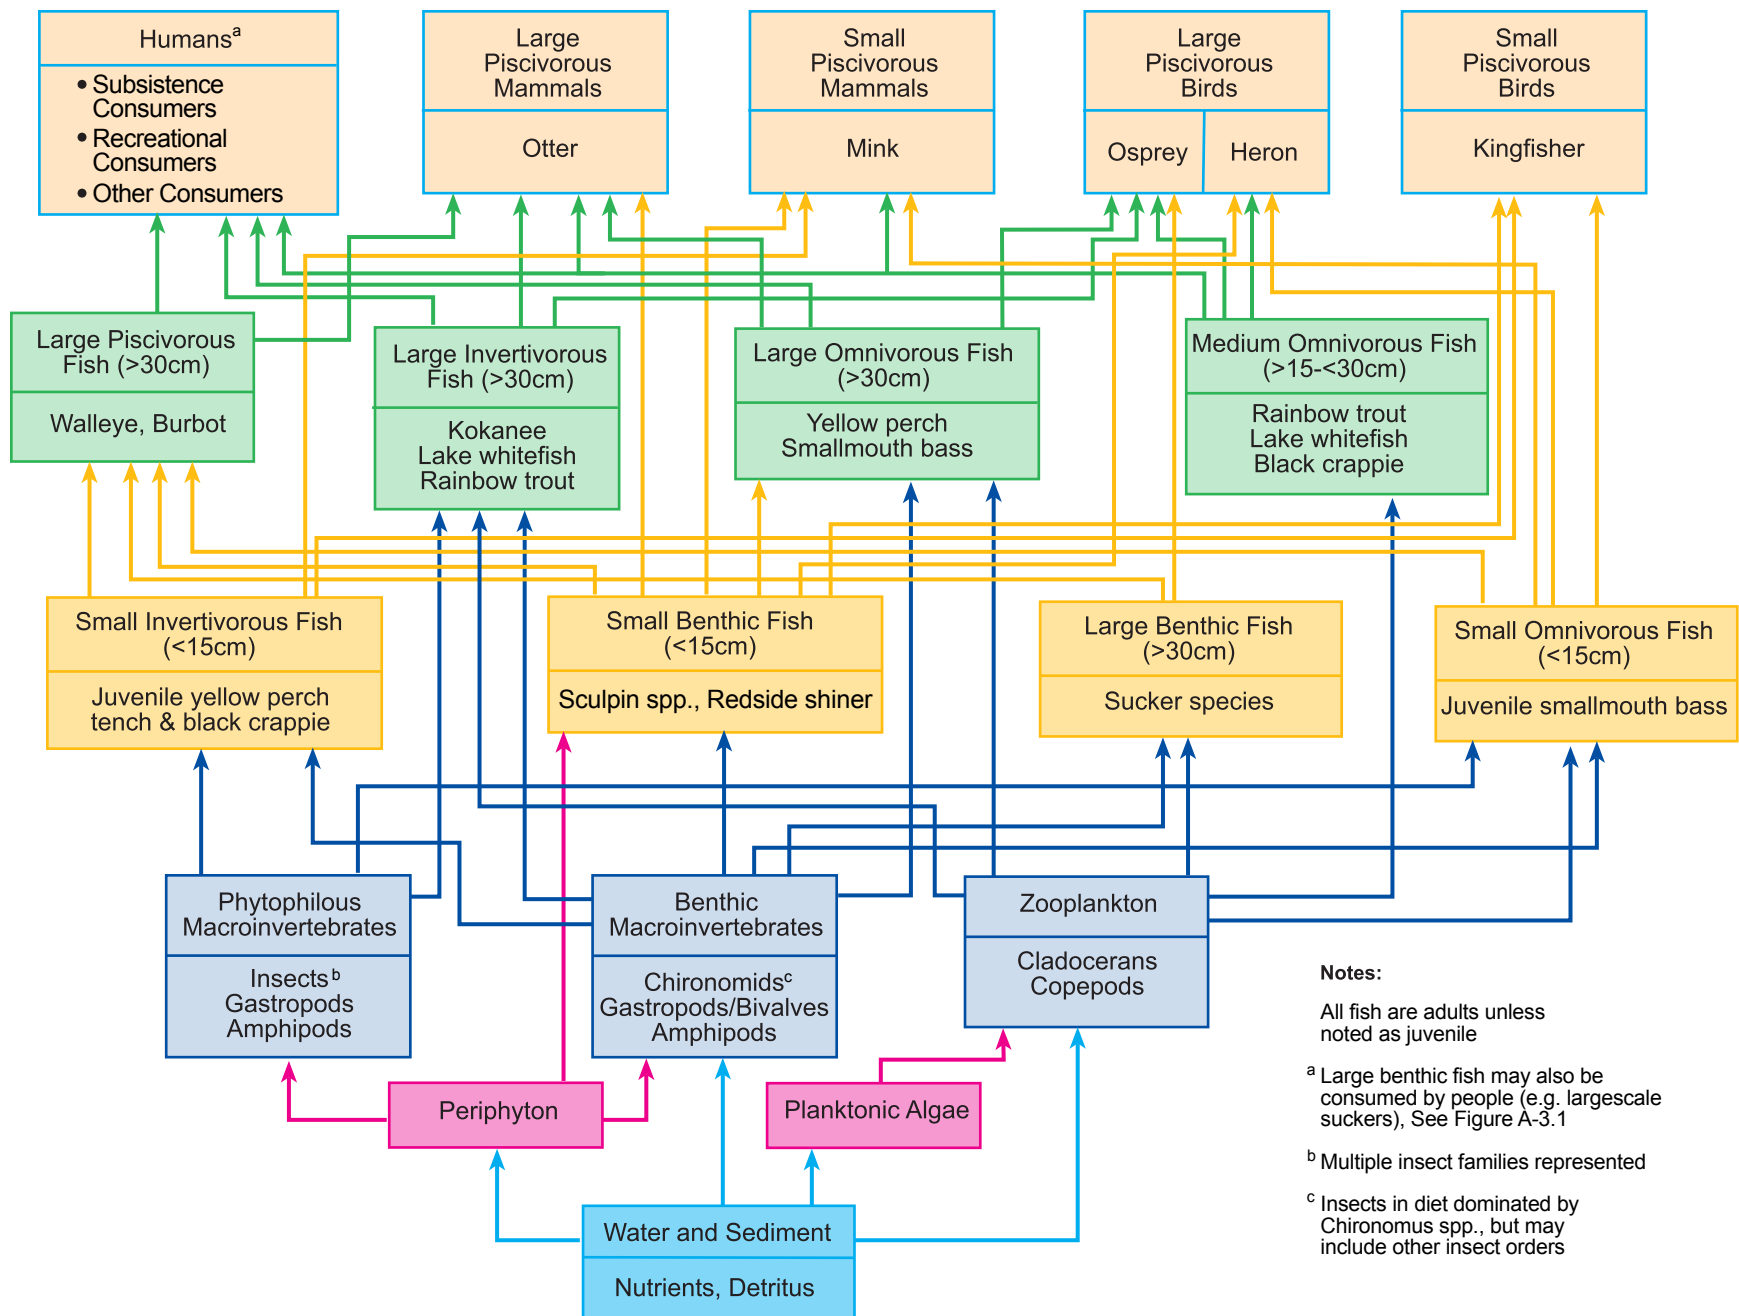 Humansa
• Subsistence
Consumers
• Recreational
Consumers
• Other Consumers
Large
Piscivorous
Mammals
Otter
Small
Piscivorous
Mammals
Mink
Large
Piscivorous
Birds
Osprey
Heron
Small
Piscivorous
Birds
Kingfisher
Large Piscivorous
Fish (>30cm)
Walleye, Burbot
Large Invertivorous
Fish (>30cm)
Kokanee
Lake whitefish
Rainbow trout
Large Omnivorous Fish
(>30cm)
Yellow perch
Smallmouth bass
Medium Omnivorous Fish
(>15-<30cm)
Rainbow trout
Lake whitefish
Black crappie
Small Invertivorous Fish
(<15cm)
Juvenile yellow perch
tench & black crappie
Small Benthic Fish
(<15cm)
Sculpin spp., Redside shiner
Large Benthic Fish
(>30cm)
Sucker species
Small Omnivorous Fish
(<15cm)
Juvenile smallmouth bass
Phytophilous
Macroinvertebrates
Insects b
Gastropods
Amphipods
Benthic
Macroinvertebrates
Chironomidsc
Gastropods/Bivalves
Amphipods
Zooplankton
Cladocerans
Copepods
Periphyton
Planktonic Algae
Water and Sediment
Nutrients, Detritus
Notes:
All fish are adults unless
noted as juvenile
a Large benthic fish may also be
consumed by people (e.g. largescale
suckers), See Figure A-3.1
b Multiple insect families represented
c Insects in diet dominated by
Chironomus spp., but may
include other insect orders